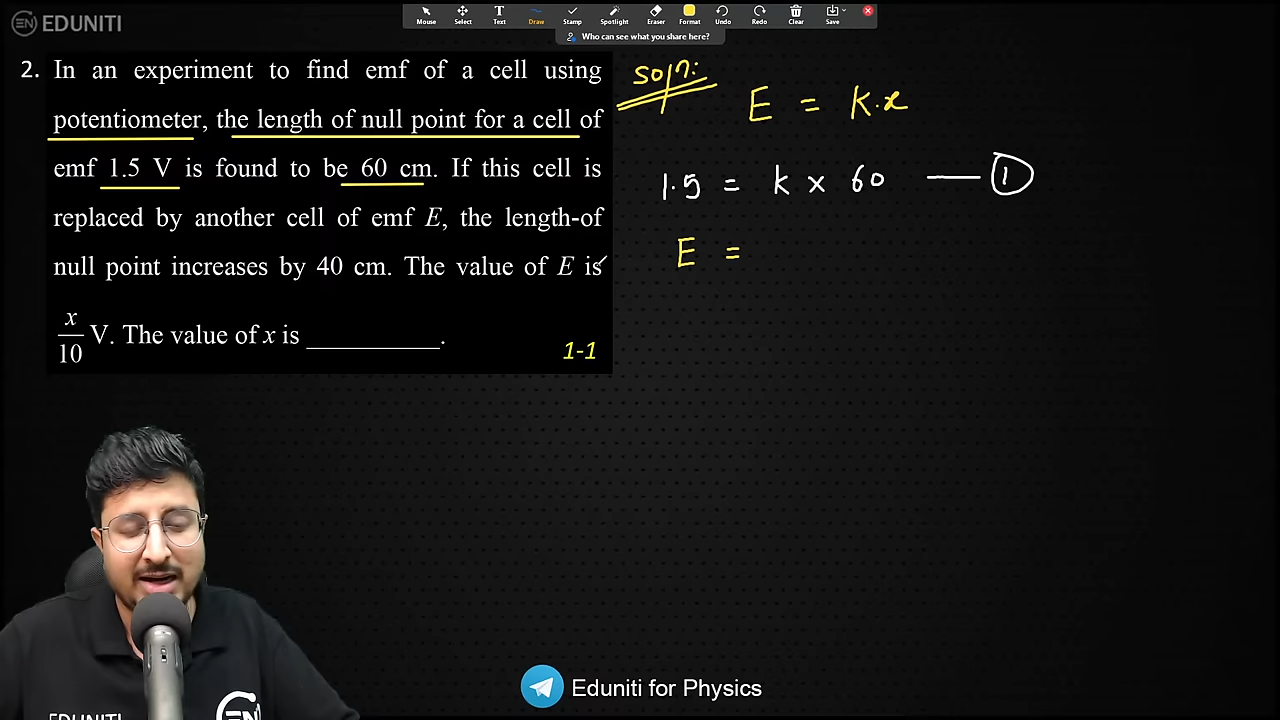 EDUNITI
Mouse Select Text Draw Stamp Spotlight Eraser Format Undo Redo Clear Save
Who can see what you share here?
2. In an experiment to find emf of a cell using
potentiometer, the length of null point for a cell of
emf 1.5 V is found to be 60 cm. If this cell is
replaced by another cell of emf E, the length-of
null point increases by 40 cm. The value of E is
x/10 V. The value of x is __________.
1-1
Soln:
E = K.x
1.5 = K x 60 — 1
E =
EDUNITI
EN
Eduniti for Physics